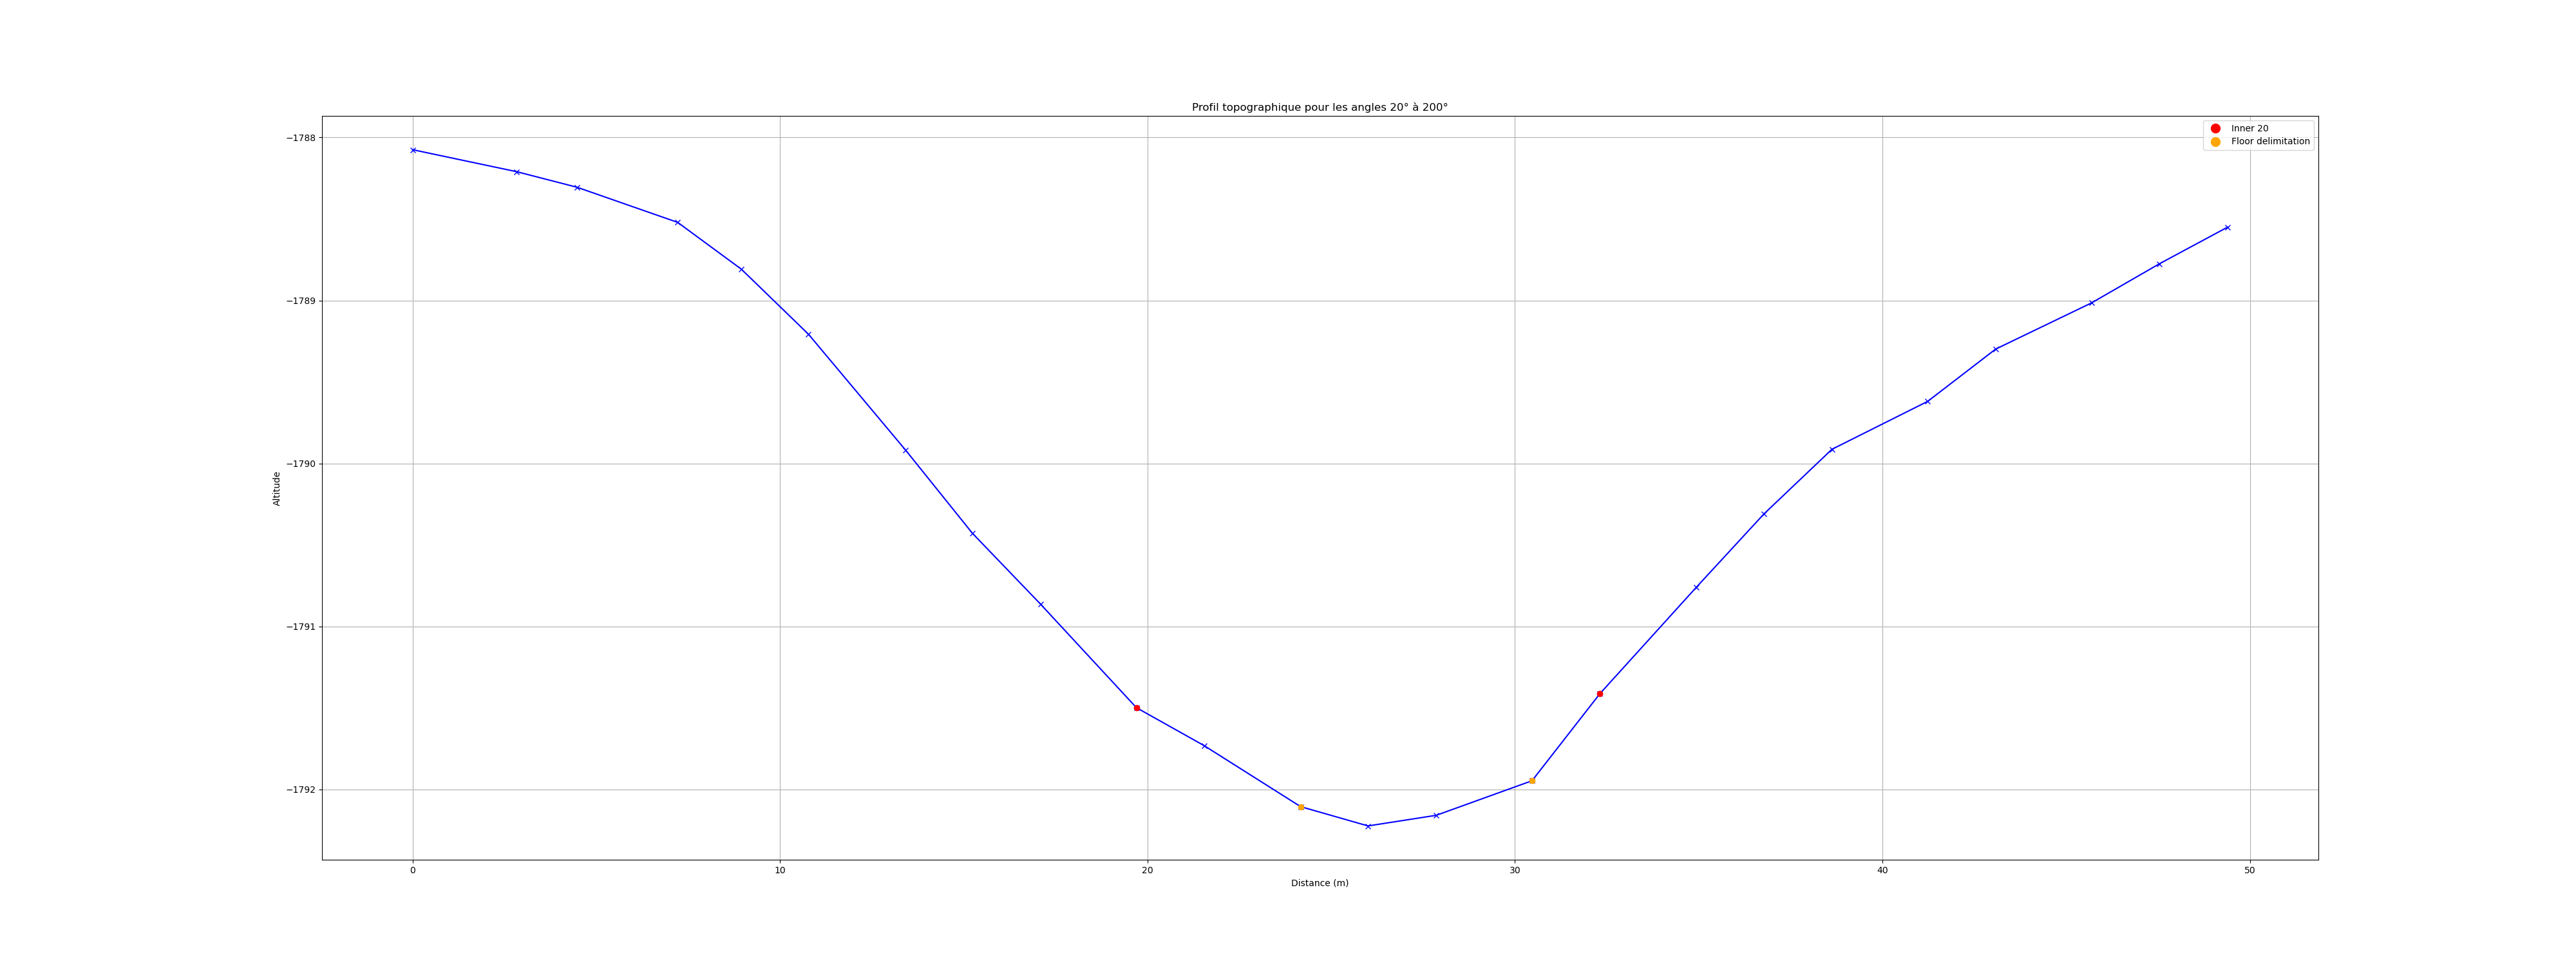 Profil topographique pour les angles 20° à 200°
Inner 20
Floor delimitation
−1788
−1789
−1790
−1791
−1792
Altitude
0 10 20 30 40 50
Distance (m)